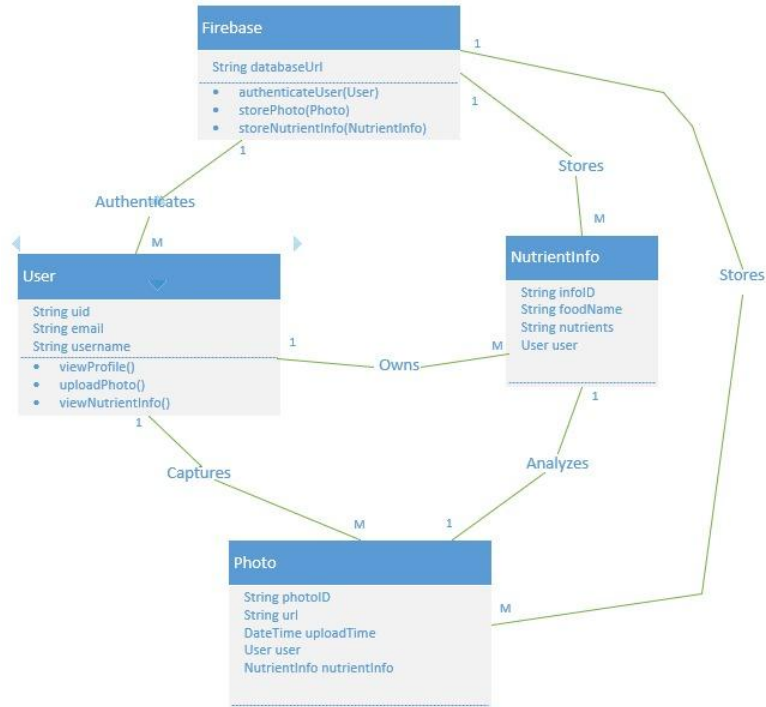 Firebase
String databaseUrl
• authenticateUser(User)
• storePhoto(Photo)
• storeNutrientInfo(NutrientInfo)
1
1
1
Stores
Authenticates
M
M
Stores
User
String uid
String email
String username
• viewProfile()
• uploadPhoto()
• viewNutrientInfo()
NutrientInfo
String infoID
String foodName
String nutrients
User user
1
Owns
M
1
1
Captures
Analyzes
M
1
M
Photo
String photoID
String url
DateTime uploadTime
User user
NutrientInfo nutrientInfo